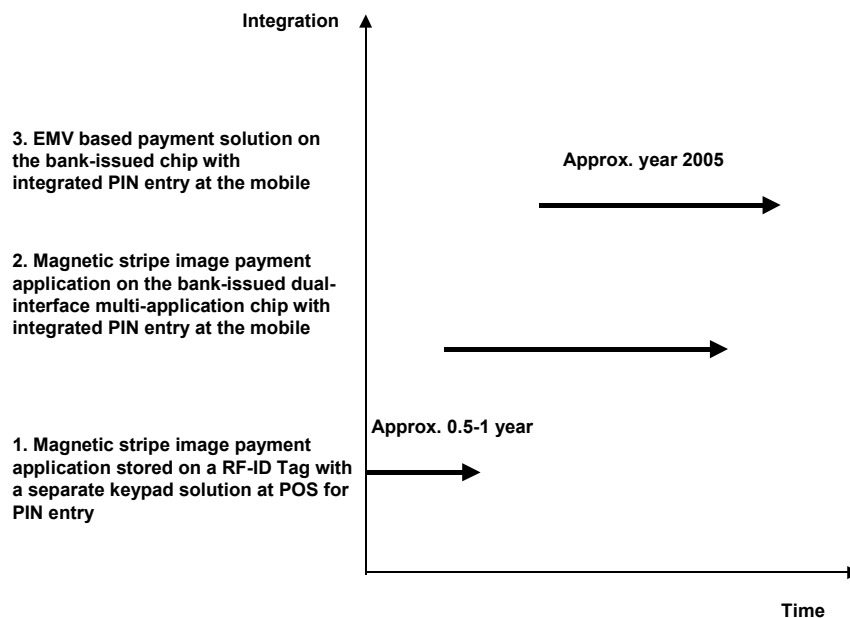 Integration
3. EMV based payment solution on
the bank-issued chip with
integrated PIN entry at the mobile
Approx. year 2005
2. Magnetic stripe image payment
application on the bank-issued dual-
interface multi-application chip with
integrated PIN entry at the mobile
Approx. 0.5-1 year
1. Magnetic stripe image payment
application stored on a RF-ID Tag with
a separate keypad solution at POS for
PIN entry
Time